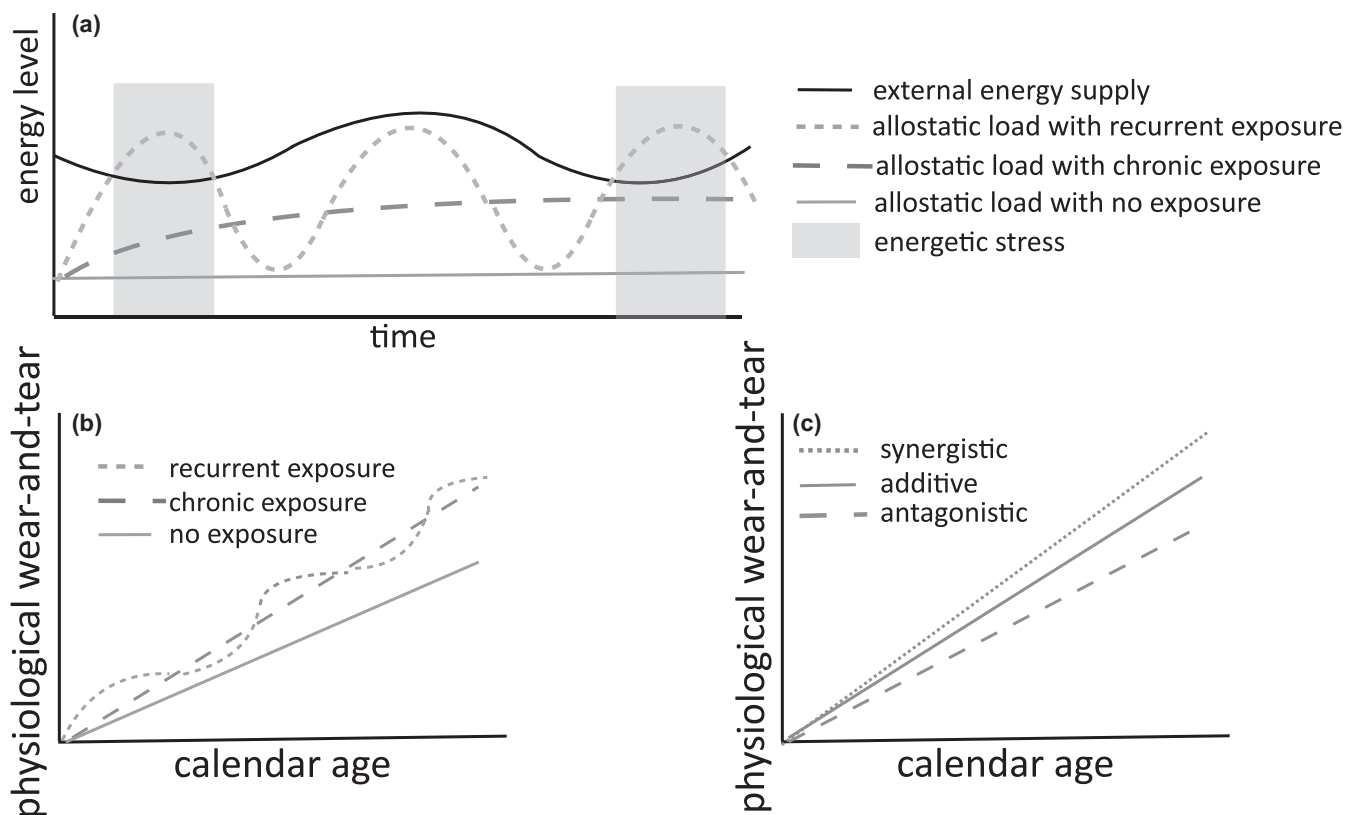 (a)
energy level
external energy supply
allostatic load with recurrent exposure
allostatic load with chronic exposure
allostatic load with no exposure
energetic stress
time
(b)
physiological wear-and-tear
recurrent exposure
chronic exposure
no exposure
calendar age
(c)
physiological wear-and-tear
synergistic
additive
antagonistic
calendar age